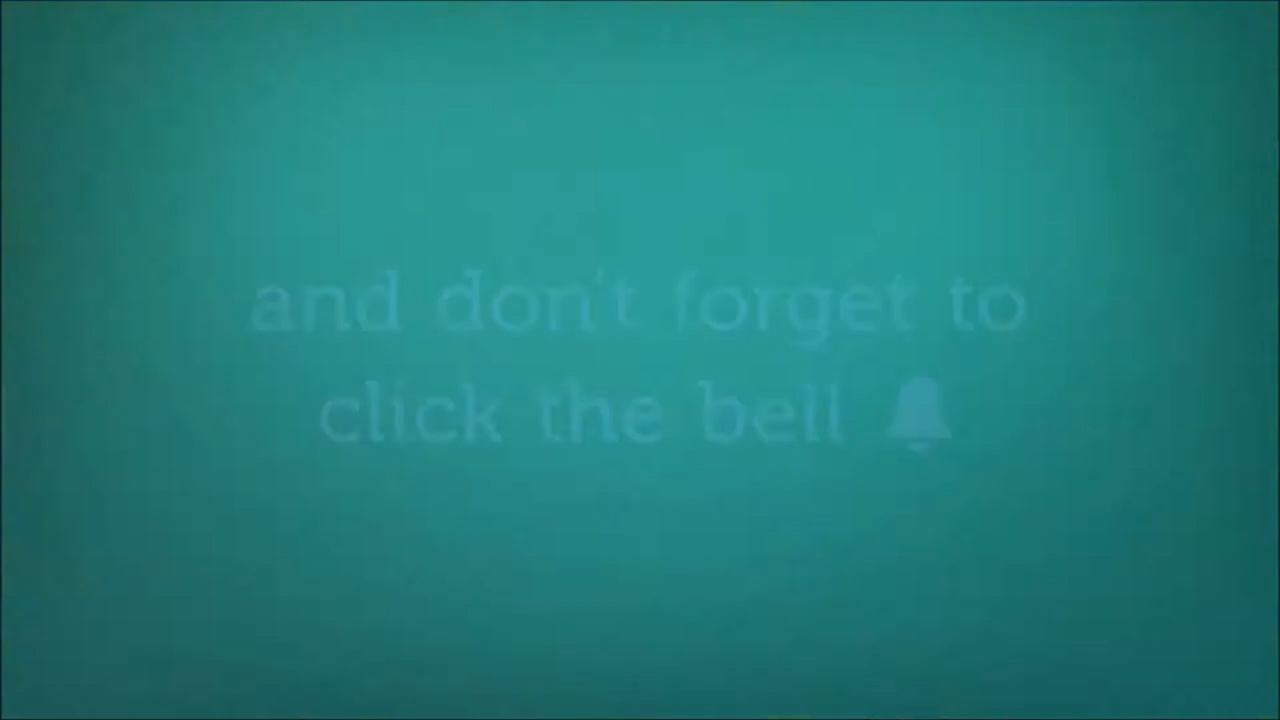 and don't forget to
click the bell 🔔